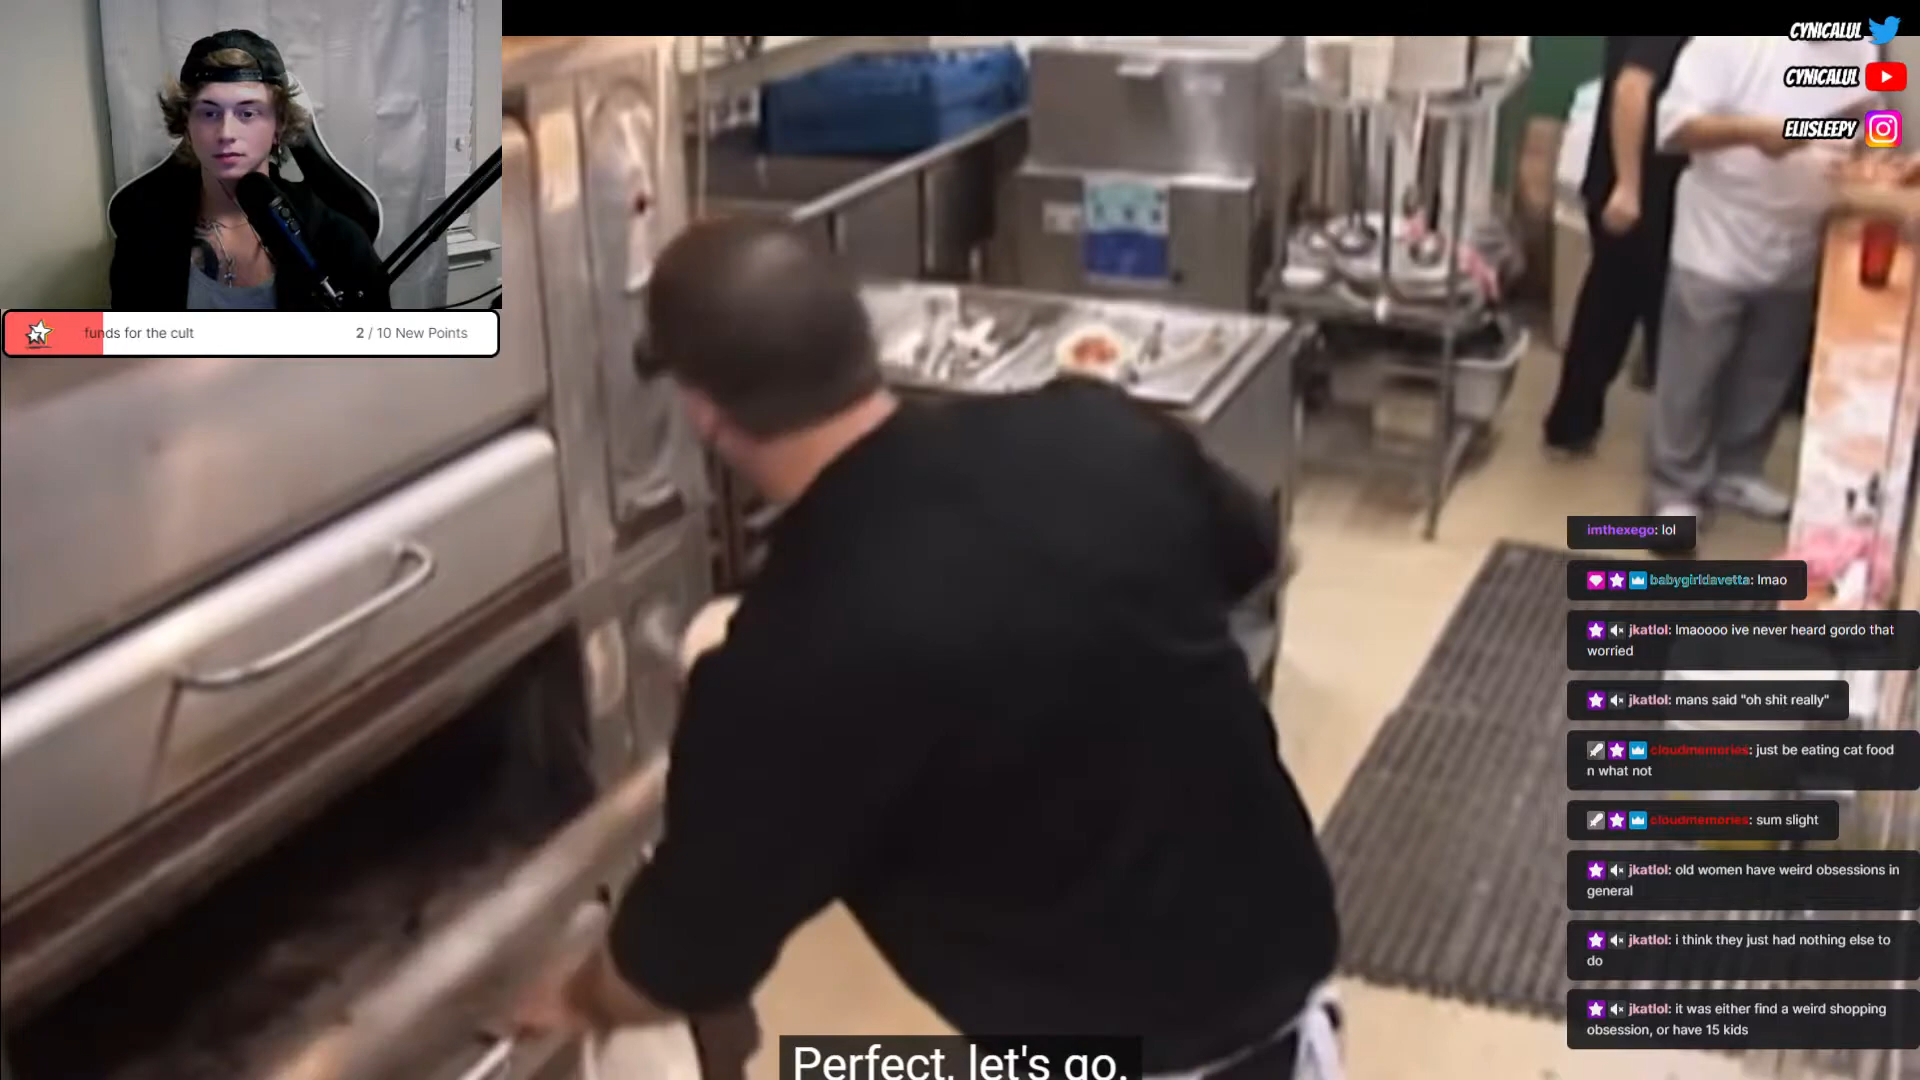 CYNICALUL
CYNICALUL
ELIISLEEPY
funds for the cult 2 / 10 New Points
imthexego: lol
babygirldavetta: lmao
jkatlol: lmaoooo ive never heard gordo that
worried
jkatlol: mans said "oh shit really"
cloudmemories: just be eating cat food
n what not
cloudmemories: sum slight
jkatlol: old women have weird obsessions in
general
jkatlol: i think they just had nothing else to
do
jkatlol: it was either find a weird shopping
obsession, or have 15 kids
Perfect, let's go.